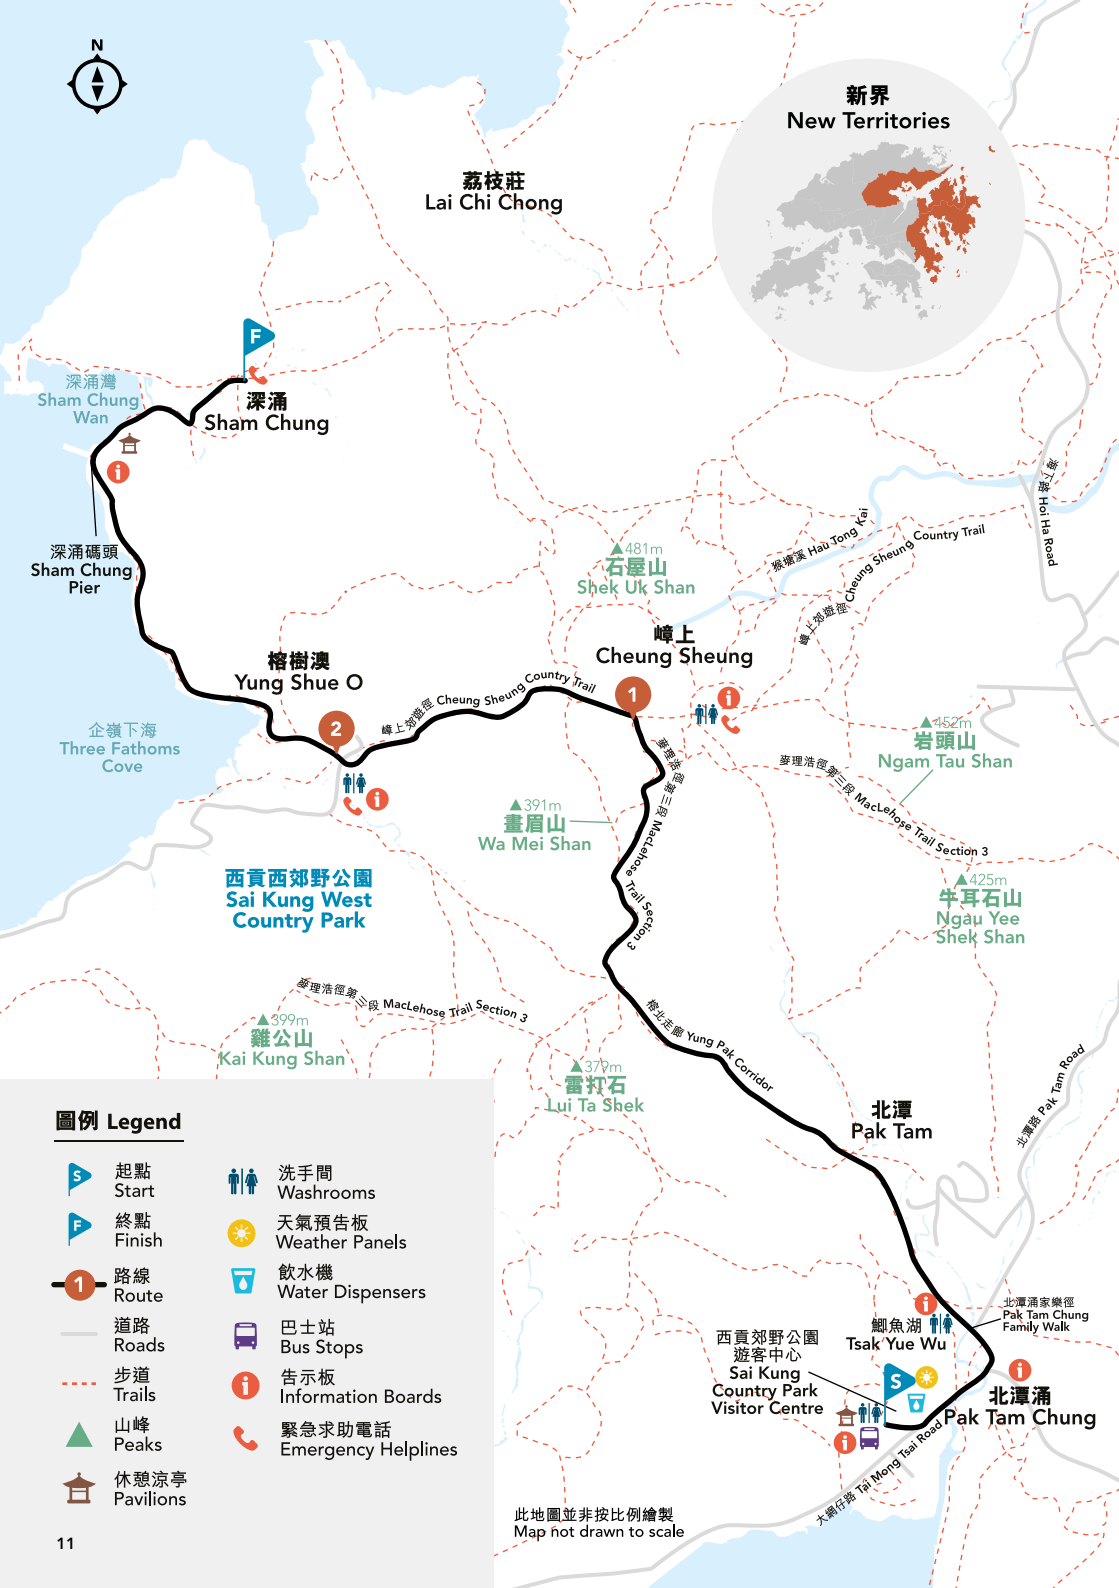 N
新界
New Territories
荔枝莊
Lai Chi Chong
F
深涌灣
Sham Chung
Wan
深涌
Sham Chung
i
海下路 Hoi Ha Road
猴塘溪 Hau Tong Kai
嶂上郊遊徑 Cheung Sheung Country Trail
深涌碼頭
Sham Chung
Pier
481m
石屋山
Shek Uk Shan
嶂上
Cheung Sheung
榕樹澳
Yung Shue O
嶂上郊遊徑 Cheung Sheung Country Trail
1
i
2
企嶺下海
Three Fathoms
Cove
452m
岩頭山
Ngam Tau Shan
麥理浩徑第三段 MacLehose Trail Section 3
麥理浩徑第三段 MacLehose Trail Section 3
i
391m
畫眉山
Wa Mei Shan
西貢西郊野公園
Sai Kung West
Country Park
425m
牛耳石山
Ngau Yee
Shek Shan
麥理浩徑第三段 MacLehose Trail Section 3
399m
雞公山
Kai Kung Shan
榕北走廊 Yung Pak Corridor
379m
雷打石
Lui Ta Shek
北潭
Pak Tam
北潭路 Pak Tam Road
北潭涌家樂徑
Pak Tam Chung
Family Walk
i
鯽魚湖
Tsak Yue Wu
西貢郊野公園
遊客中心
Sai Kung
Country Park
Visitor Centre
S
i
北潭涌
Pak Tam Chung
i
大網仔路 Tai Mong Tsai Road
此地圖並非按比例繪製
Map not drawn to scale
圖例 Legend
S
起點
Start
F
終點
Finish
1
路線
Route
道路
Roads
步道
Trails
山峰
Peaks
休憩涼亭
Pavilions
洗手間
Washrooms
天氣預告板
Weather Panels
飲水機
Water Dispensers
巴士站
Bus Stops
i
告示板
Information Boards
緊急求助電話
Emergency Helplines
11